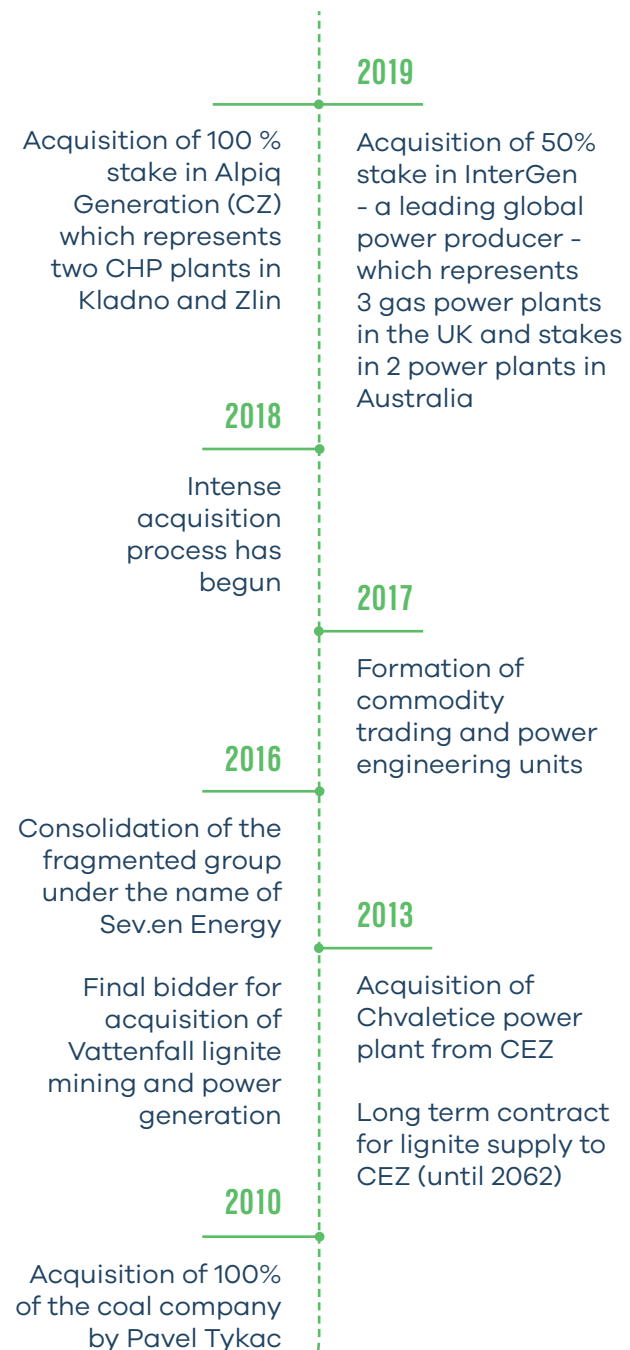 2019
Acquisition of 100 %
stake in Alpiq
Generation (CZ)
which represents
two CHP plants in
Kladno and Zlin
Acquisition of 50%
stake in InterGen
- a leading global
power producer -
which represents
3 gas power plants
in the UK and stakes
in 2 power plants in
Australia
2018
Intense
acquisition
process has
begun
2017
Formation of
commodity
trading and power
engineering units
2016
Consolidation of the
fragmented group
under the name of
Sev.en Energy
Final bidder for
acquisition of
Vattenfall lignite
mining and power
generation
2013
Acquisition of
Chvaletice power
plant from CEZ
Long term contract
for lignite supply to
CEZ (until 2062)
2010
Acquisition of 100%
of the coal company
by Pavel Tykac